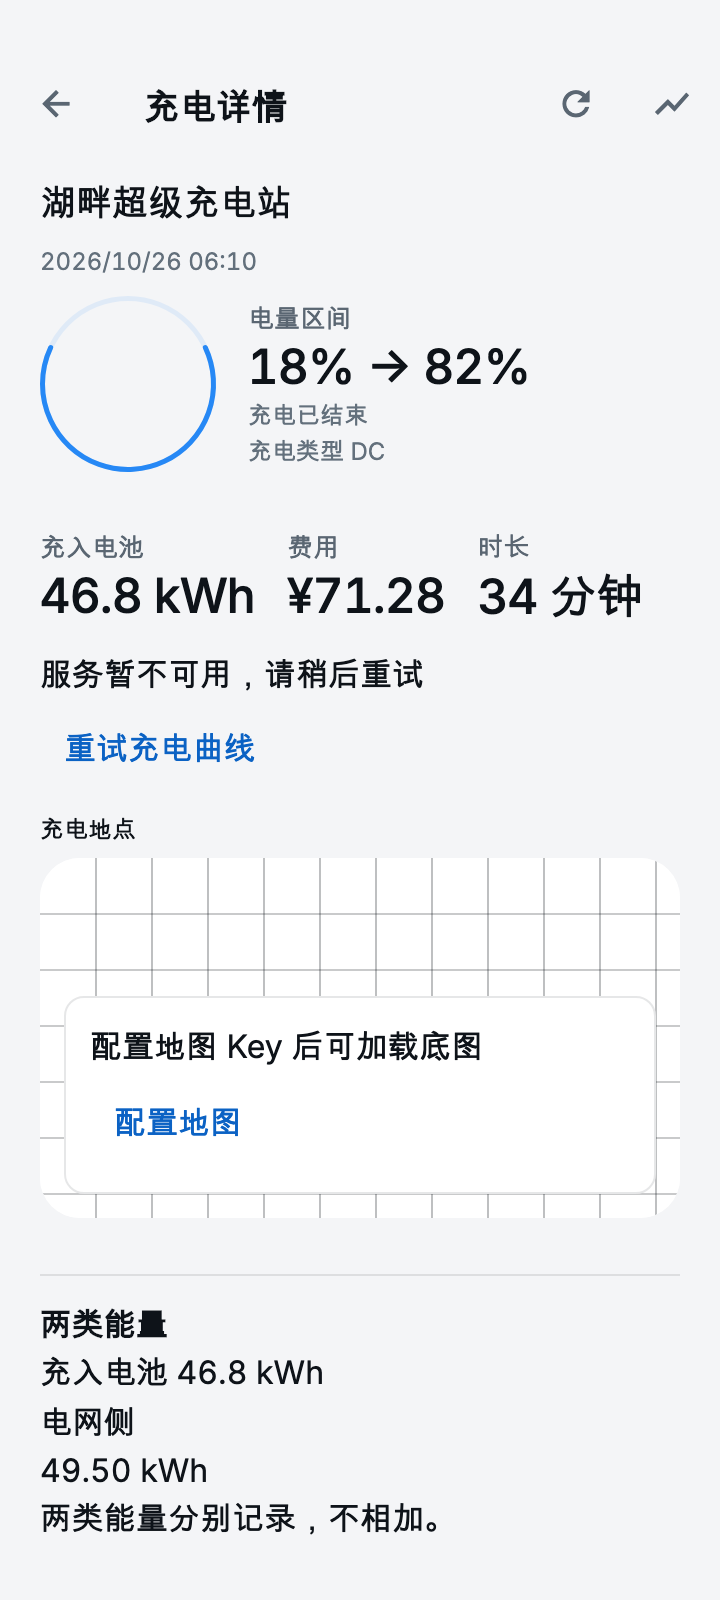 充电详情
湖畔超级充电站
2026/10/26 06:10
电量区间
18% → 82%
充电已结束
充电类型 DC
充入电池
46.8 kWh
费用
¥71.28
时长
34 分钟
服务暂不可用，请稍后重试
重试充电曲线
充电地点
配置地图 Key 后可加载底图
配置地图
两类能量
充入电池 46.8 kWh
电网侧
49.50 kWh
两类能量分别记录，不相加。